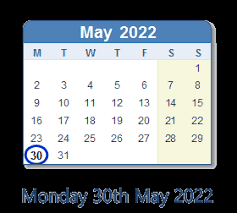 May 2022
M T W T F S S
1
2 3 4 5 6 7 8
9 10 11 12 13 14 15
16 17 18 19 20 21 22
23 24 25 26 27 28 29
30 31
Monday 30th May 2022